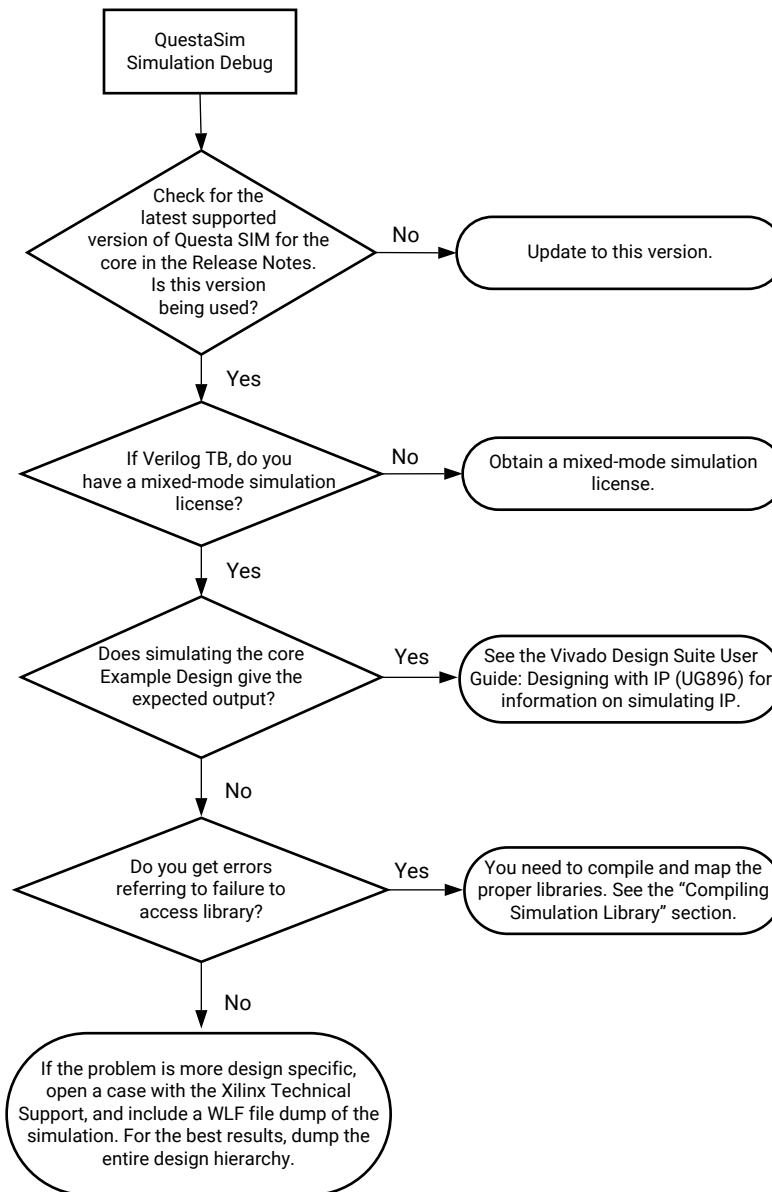 QuestaSim
Simulation Debug
Check for the
latest supported
version of Questa SIM for the
core in the Release Notes.
Is this version
being used?
No
Update to this version.
Yes
If Verilog TB, do you
have a mixed-mode simulation
license?
No
Obtain a mixed-mode simulation
license.
Yes
Does simulating the core
Example Design give the
expected output?
Yes
See the Vivado Design Suite User
Guide: Designing with IP (UG896) for
information on simulating IP.
No
Do you get errors
referring to failure to
access library?
Yes
You need to compile and map the
proper libraries. See the “Compiling
Simulation Library” section.
No
If the problem is more design specific,
open a case with the Xilinx Technical
Support, and include a WLF file dump of the
simulation. For the best results, dump the
entire design hierarchy.